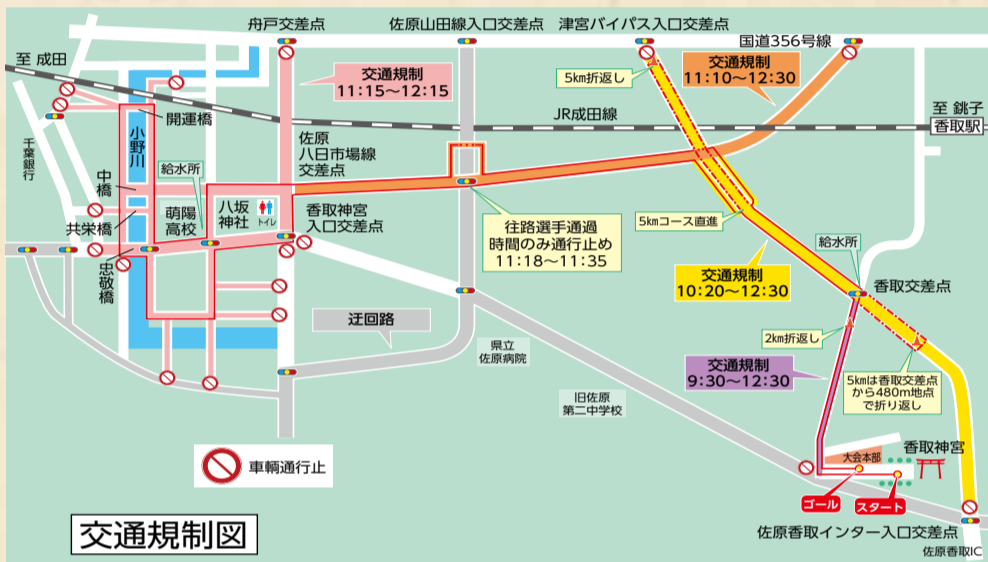 舟戸交差点
佐原山田線入口交差点
津宮バイパス入口交差点
国道356号線
至 成田
交通規制
11:15～12:15
5km折返し
交通規制
11:10～12:30
JR成田線
至 銚子
香取駅
開運橋
小野川
千葉銀行
佐原
八日市場線
交差点
中橋
給水所
共栄橋
萌陽
高校
八坂
神社
トイレ
香取神宮
入口交差点
忠敬橋
往路選手通過
時間のみ通行止め
11:18～11:35
5kmコース直進
給水所
交通規制
10:20～12:30
香取交差点
迂回路
県立
佐原病院
2km折返し
交通規制
9:30～12:30
5kmは香取交差点
から480m地点
で折り返し
旧佐原
第二中学校
車輌通行止
大会本部
香取神宮
ゴール
スタート
交通規制図
佐原香取インター入口交差点
佐原香取IC